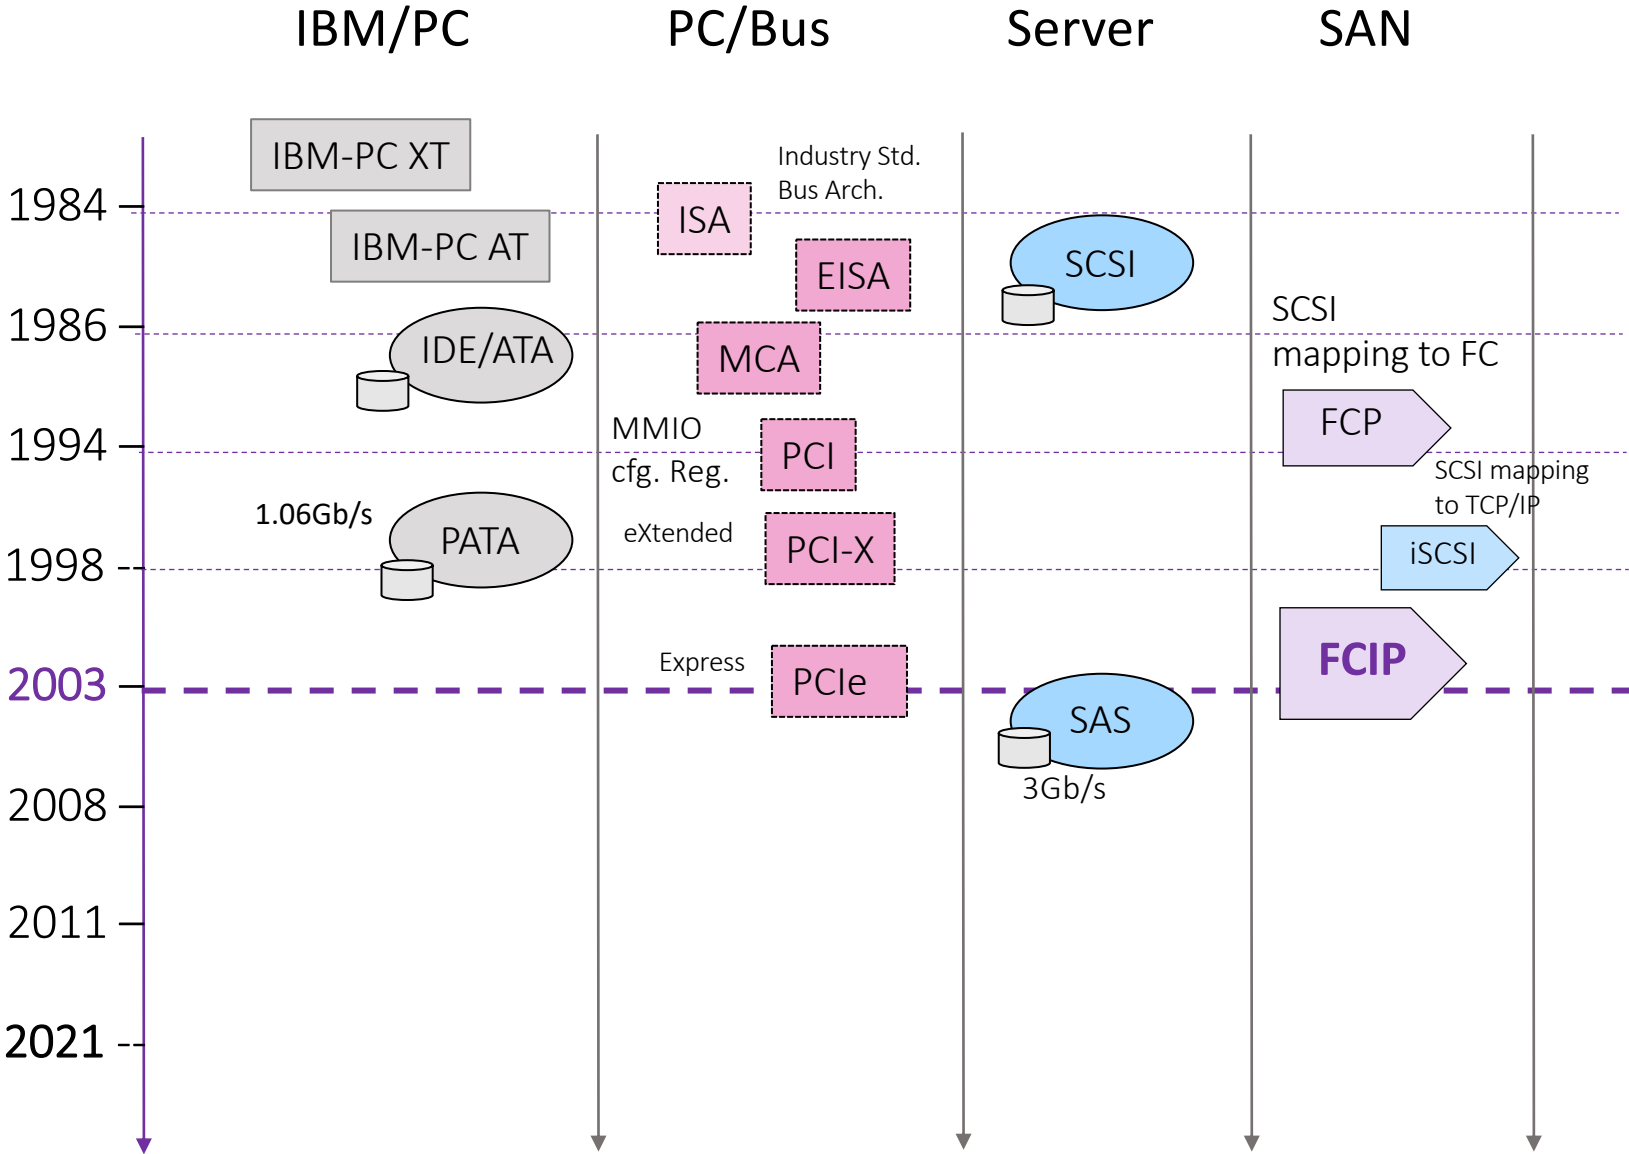 IBM/PC
PC/Bus
Server
SAN
IBM-PC XT
Industry Std.
Bus Arch.
1984
ISA
IBM-PC AT
EISA
SCSI
1986
SCSI
mapping to FC
IDE/ATA
MCA
FCP
1994
MMIO
cfg. Reg.
PCI
SCSI mapping
to TCP/IP
1.06Gb/s
PATA
eXtended
PCI-X
iSCSI
1998
FCIP
2003
Express
PCIe
SAS
3Gb/s
2008
2011
2021